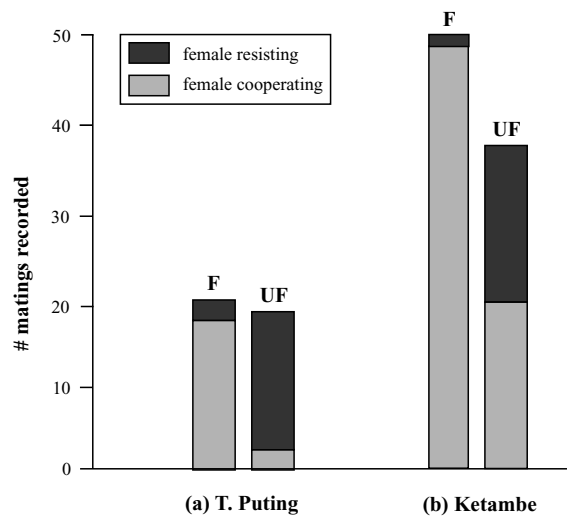 # matings recorded
50
40
30
20
10
0
female resisting
female cooperating
F
UF
F
UF
(a) T. Puting
(b) Ketambe